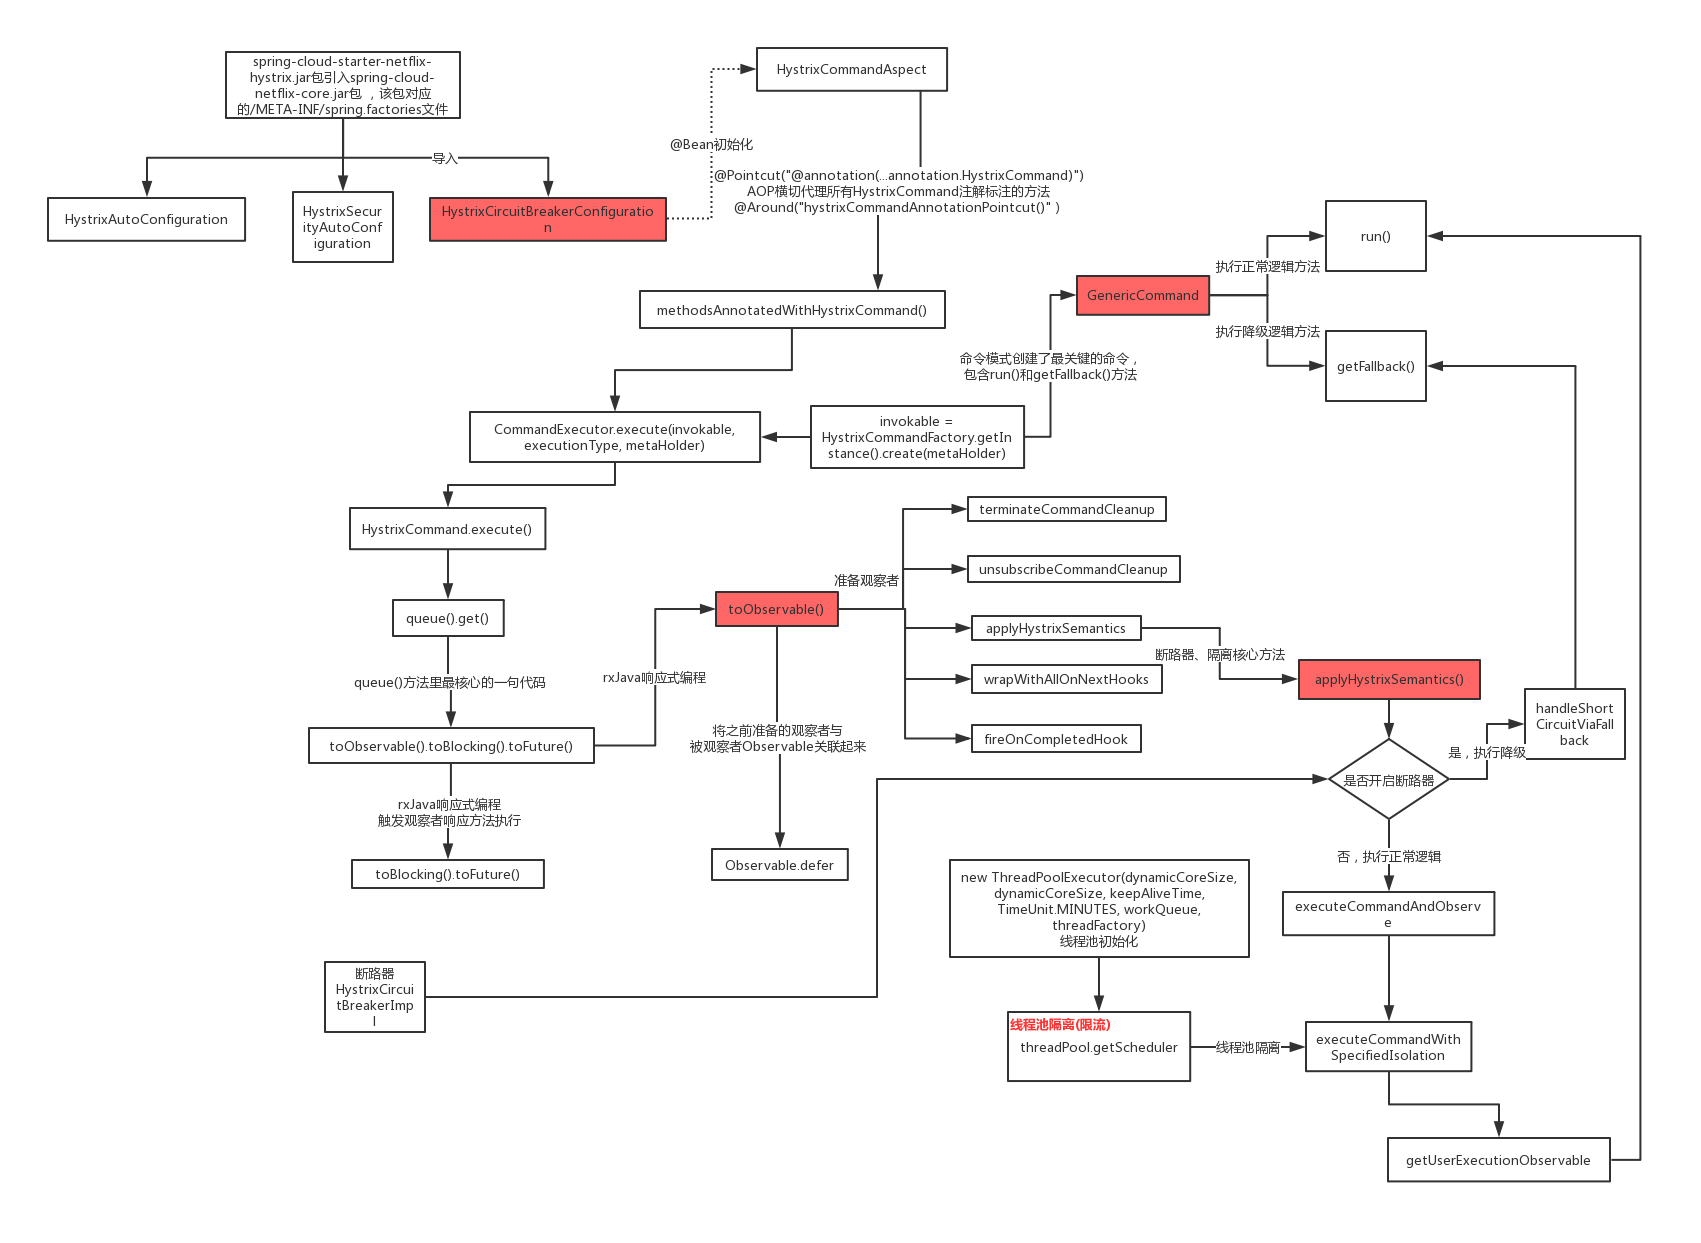 spring-cloud-starter-netflix-
hystrix.jar包引入spring-cloud-
netflix-core.jar包 ，该包对应
的/META-INF/spring.factories文件
导入
HystrixAutoConfiguration
HystrixSecur
ityAutoConf
iguration
HystrixCircuitBreakerConfiguratio
n
@Bean初始化
HystrixCommandAspect
@Pointcut("@annotation(...annotation.HystrixCommand)")
AOP横切代理所有HystrixCommand注解标注的方法
@Around("hystrixCommandAnnotationPointcut()" )
methodsAnnotatedWithHystrixCommand()
GenericCommand
执行正常逻辑方法
run()
执行降级逻辑方法
getFallback()
命令模式创建了最关键的命令，
包含run()和getFallback()方法
CommandExecutor.execute(invokable,
executionType, metaHolder)
invokable =
HystrixCommandFactory.getIn
stance().create(metaHolder)
HystrixCommand.execute()
queue().get()
queue()方法里最核心的一句代码
toObservable().toBlocking().toFuture()
rxJava响应式编程
触发观察者响应方法执行
toBlocking().toFuture()
rxJava响应式编程
toObservable()
准备观察者
terminateCommandCleanup
unsubscribeCommandCleanup
applyHystrixSemantics
wrapWithAllOnNextHooks
fireOnCompletedHook
将之前准备的观察者与
被观察者Observable关联起来
Observable.defer
断路器、隔离核心方法
applyHystrixSemantics()
是否开启断路器
是，执行降级
handleShort
CircuitViaFall
back
否，执行正常逻辑
executeCommandAndObserv
e
new ThreadPoolExecutor(dynamicCoreSize,
dynamicCoreSize, keepAliveTime,
TimeUnit.MINUTES, workQueue,
threadFactory)
线程池初始化
断路器
HystrixCircui
tBreakerImp
l
线程池隔离(限流)
threadPool.getScheduler
线程池隔离
executeCommandWith
SpecifiedIsolation
getUserExecutionObservable